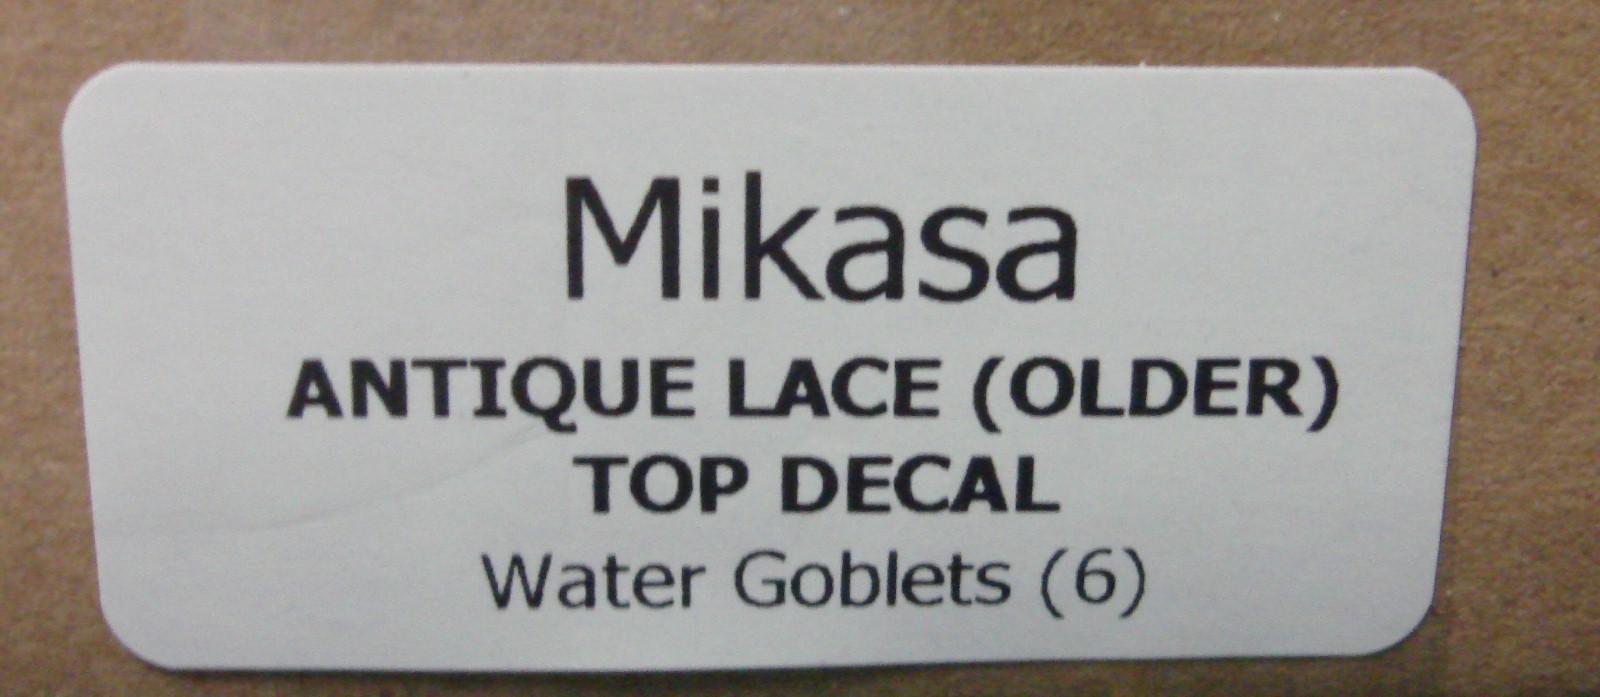 Mikasa
ANTIQUE LACE (OLDER)
TOP DECAL
Water Goblets (6)